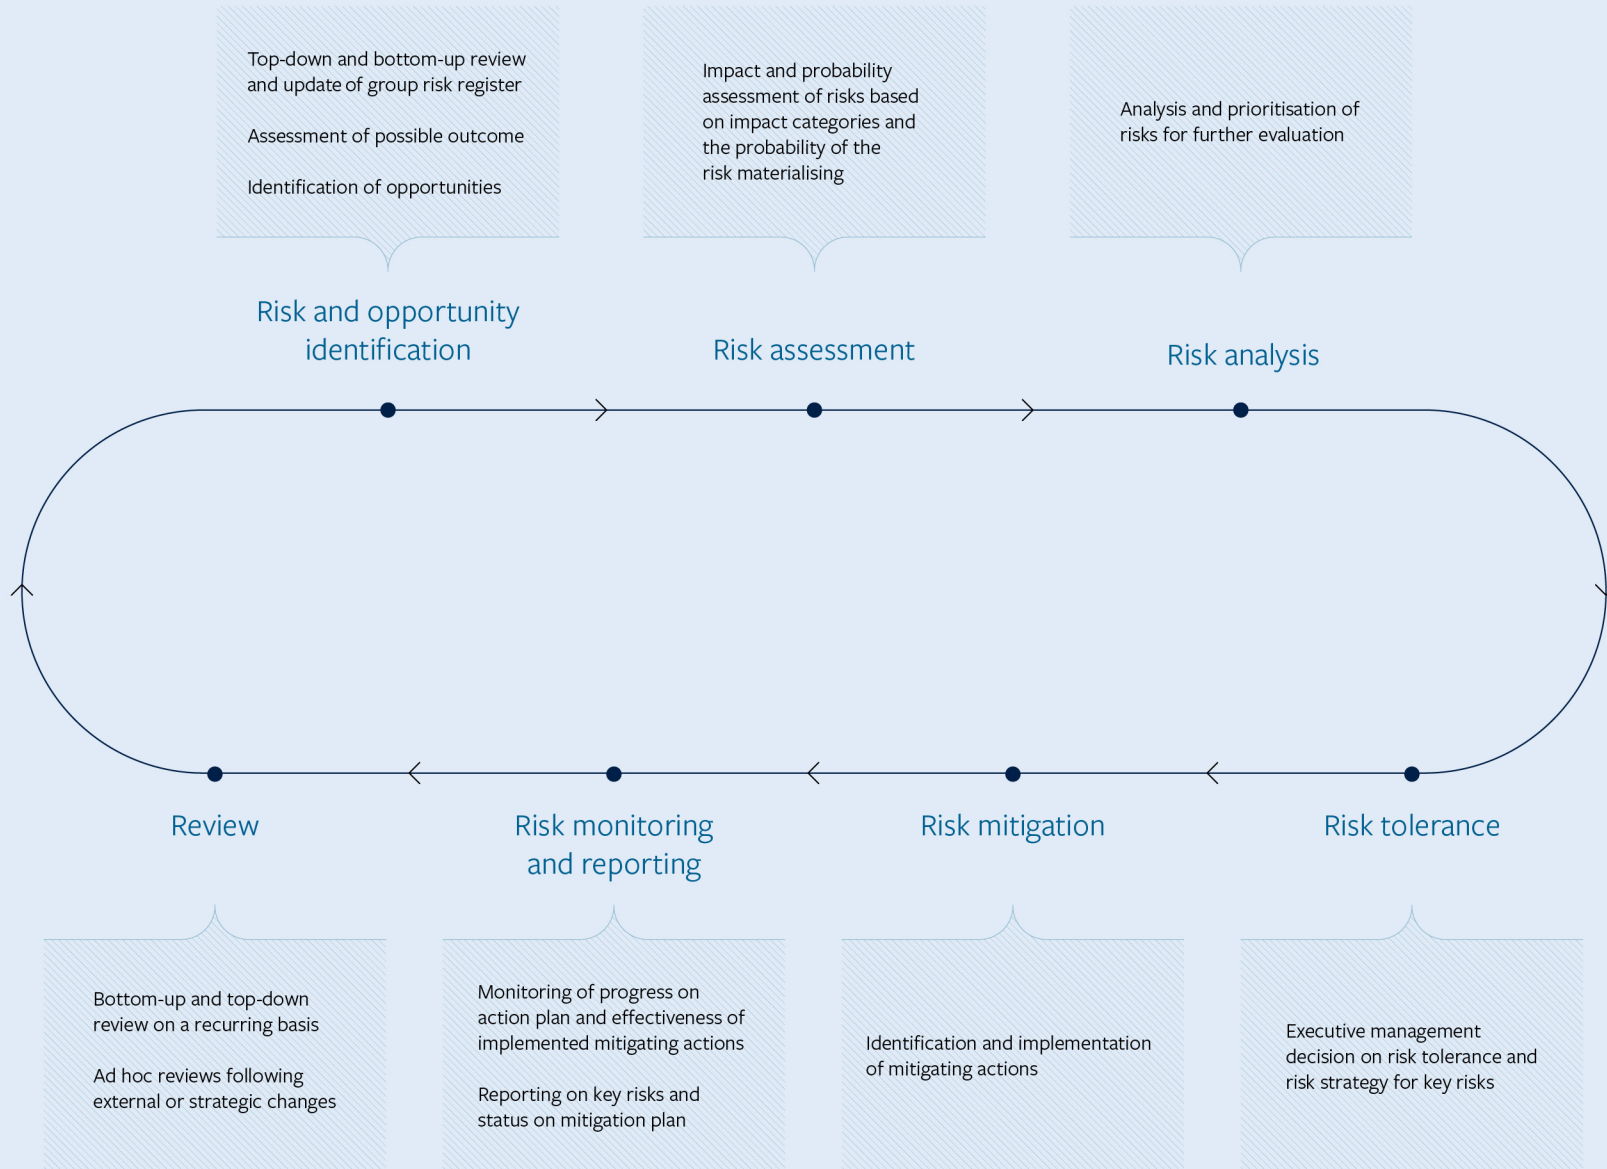 Top-down and bottom-up review
and update of group risk register
Assessment of possible outcome
Identification of opportunities
Impact and probability
assessment of risks based
on impact categories and
the probability of the
risk materialising
Analysis and prioritisation of
risks for further evaluation
Risk and opportunity
identification
Risk assessment
Risk analysis
Review
Risk monitoring
and reporting
Risk mitigation
Risk tolerance
Bottom-up and top-down
review on a recurring basis
Ad hoc reviews following
external or strategic changes
Monitoring of progress on
action plan and effectiveness of
implemented mitigating actions
Reporting on key risks and
status on mitigation plan
Identification and implementation
of mitigating actions
Executive management
decision on risk tolerance and
risk strategy for key risks